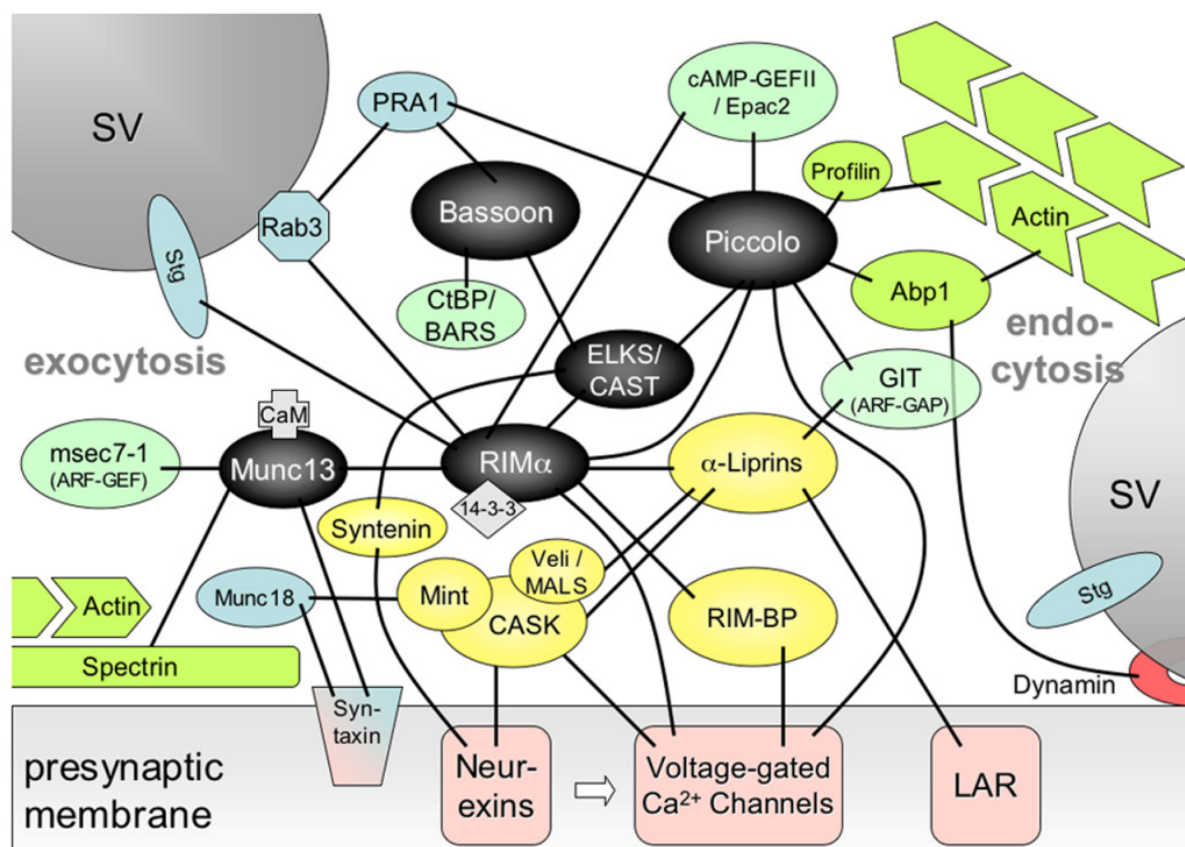 SV
PRA1
cAMP-GEFII
/ Epac2
Profilin
Bassoon
Rab3
Piccolo
Actin
Stg
CtBP/
BARS
Abp1
exocytosis
endo-
cytosis
ELKS/
CAST
GIT
(ARF-GAP)
CaM
msec7-1
(ARF-GEF)
Munc13
RIMα
α-Liprins
14-3-3
SV
Syntenin
Veli /
MALS
Actin
Munc18
Mint
CASK
RIM-BP
Stg
Spectrin
Dynamin
Syn-
taxin
presynaptic
membrane
Neur-
exins
Voltage-gated
Ca²⁺ Channels
LAR